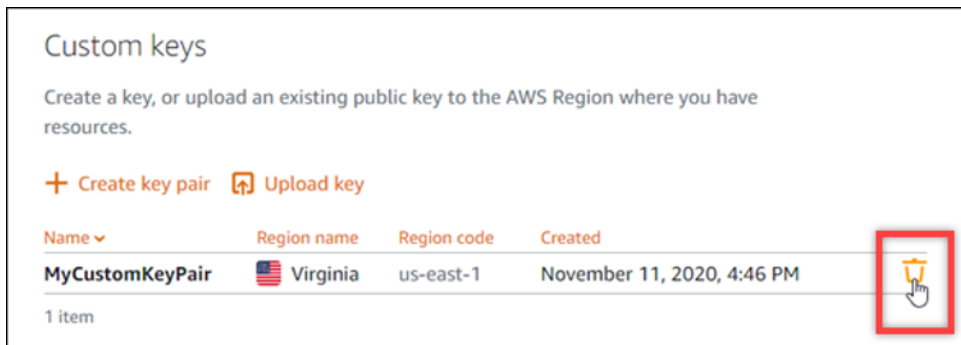 Custom keys
Create a key, or upload an existing public key to the AWS Region where you have
resources.
Create key pair Upload key
Name Region name Region code Created
MyCustomKeyPair Virginia us-east-1 November 11, 2020, 4:46 PM
1 item